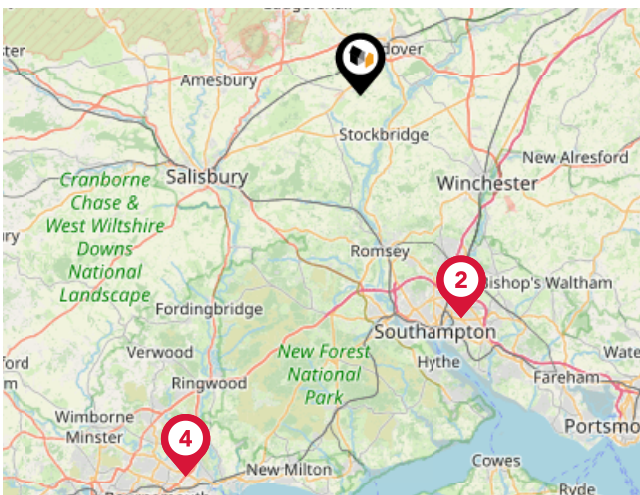 dover
Amesbury
Stockbridge
New Alresford
Salisbury
Winchester
Cranborne
Chase &
West Wiltshire
Downs
National
Landscape
Romsey
2
Bishop's Waltham
Fordingbridge
Southampton
Verwood
New Forest
National
Park
Hythe
Ringwood
Fareham
Wimborne
Minster
Portsmo
4
New Milton
Cowes
Ryde